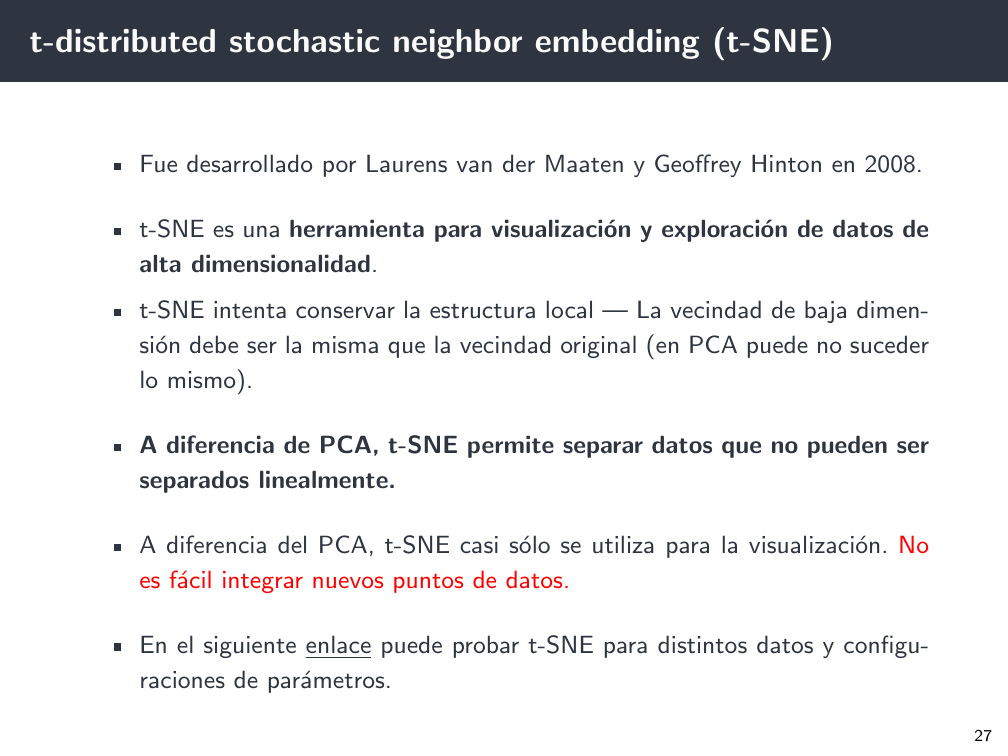 t-distributed stochastic neighbor embedding (t-SNE)
▪ Fue desarrollado por Laurens van der Maaten y Geoffrey Hinton en 2008.
▪ t-SNE es una herramienta para visualización y exploración de datos de
alta dimensionalidad.
▪ t-SNE intenta conservar la estructura local — La vecindad de baja dimen-
sión debe ser la misma que la vecindad original (en PCA puede no suceder
lo mismo).
▪ A diferencia de PCA, t-SNE permite separar datos que no pueden ser
separados linealmente.
▪ A diferencia del PCA, t-SNE casi sólo se utiliza para la visualización. No
es fácil integrar nuevos puntos de datos.
▪ En el siguiente enlace puede probar t-SNE para distintos datos y configu-
raciones de parámetros.
27